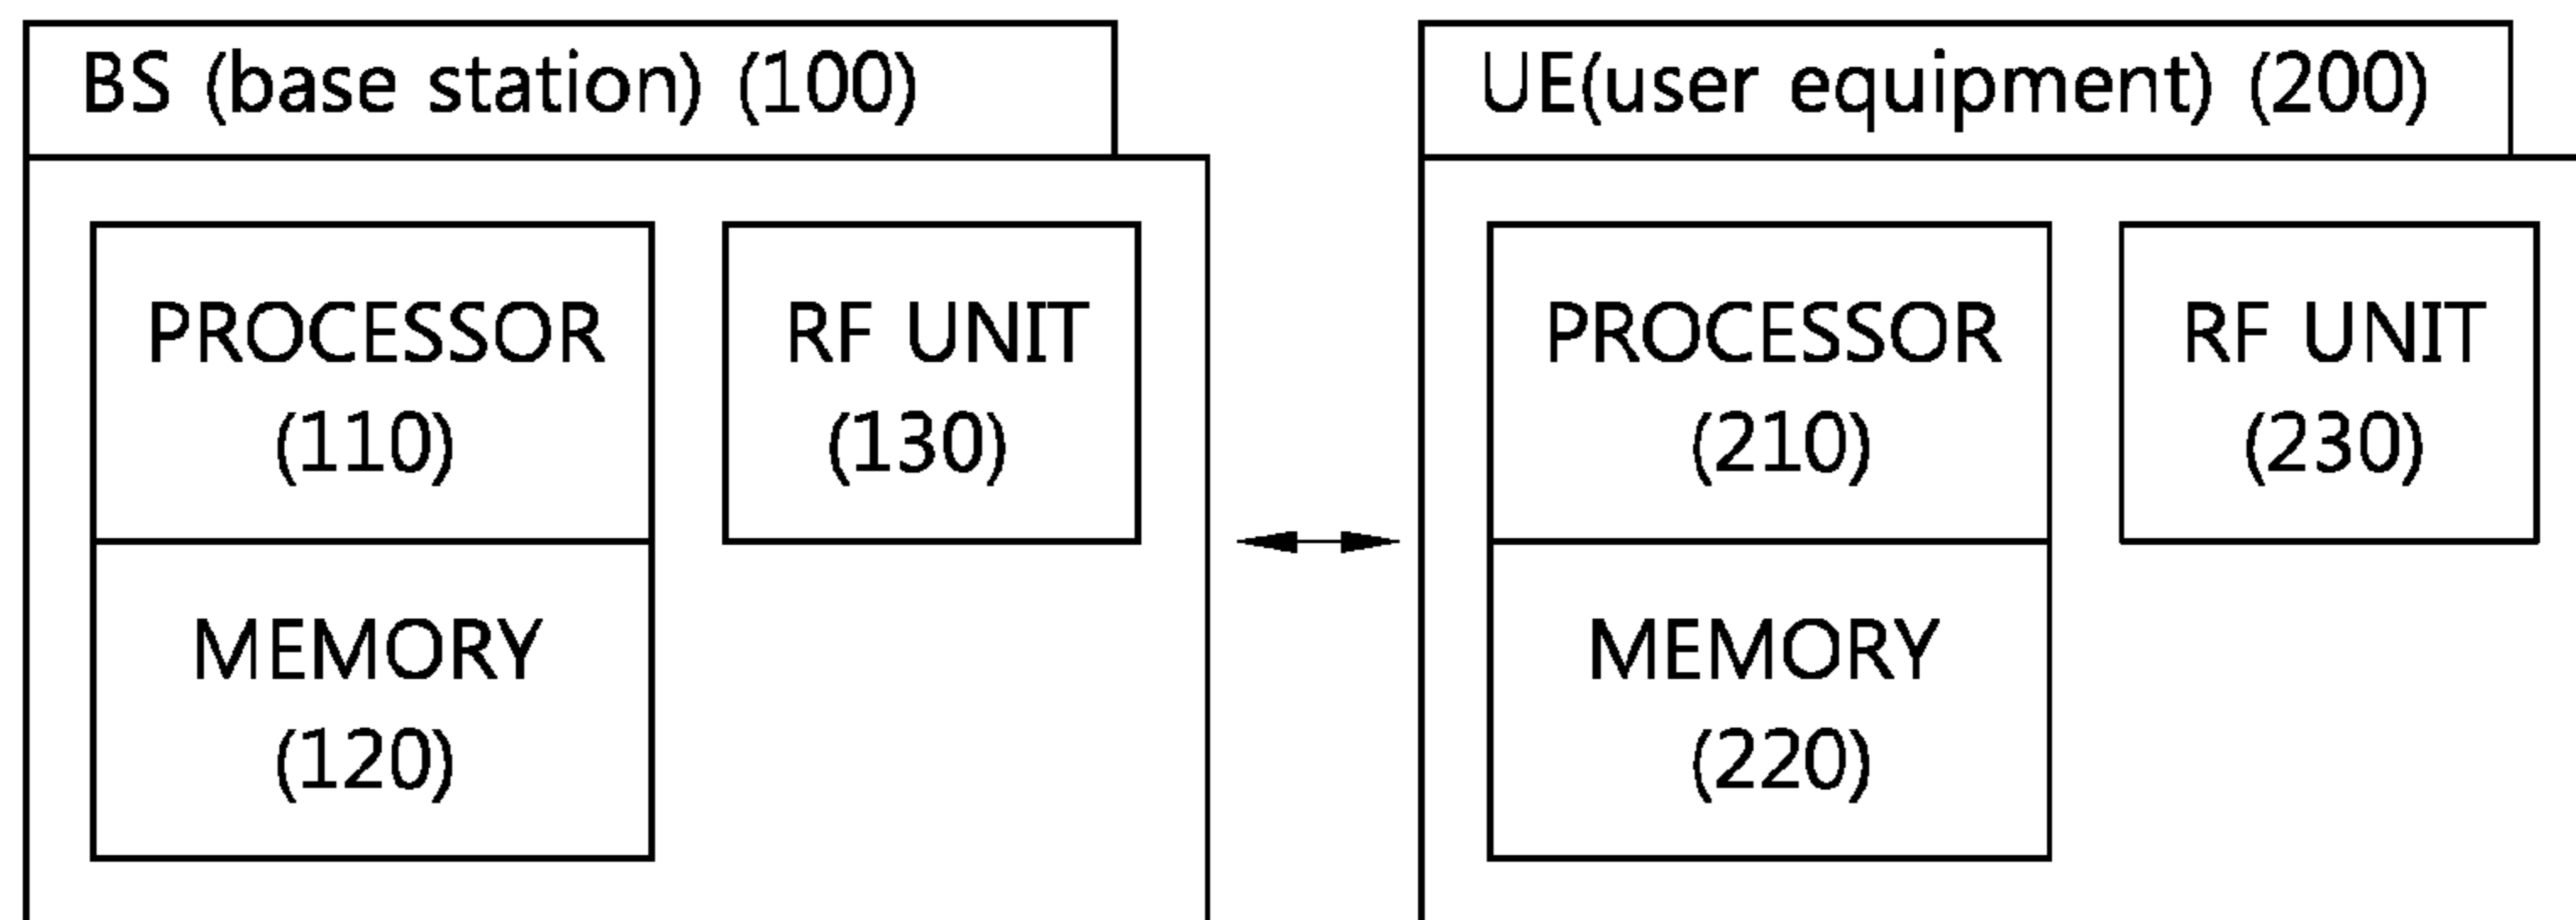 BS (base station) (100)
PROCESSOR
(110)
RF UNIT
(130)
MEMORY
(120)
UE(user equipment) (200)
PROCESSOR
(210)
RF UNIT
(230)
MEMORY
(220)